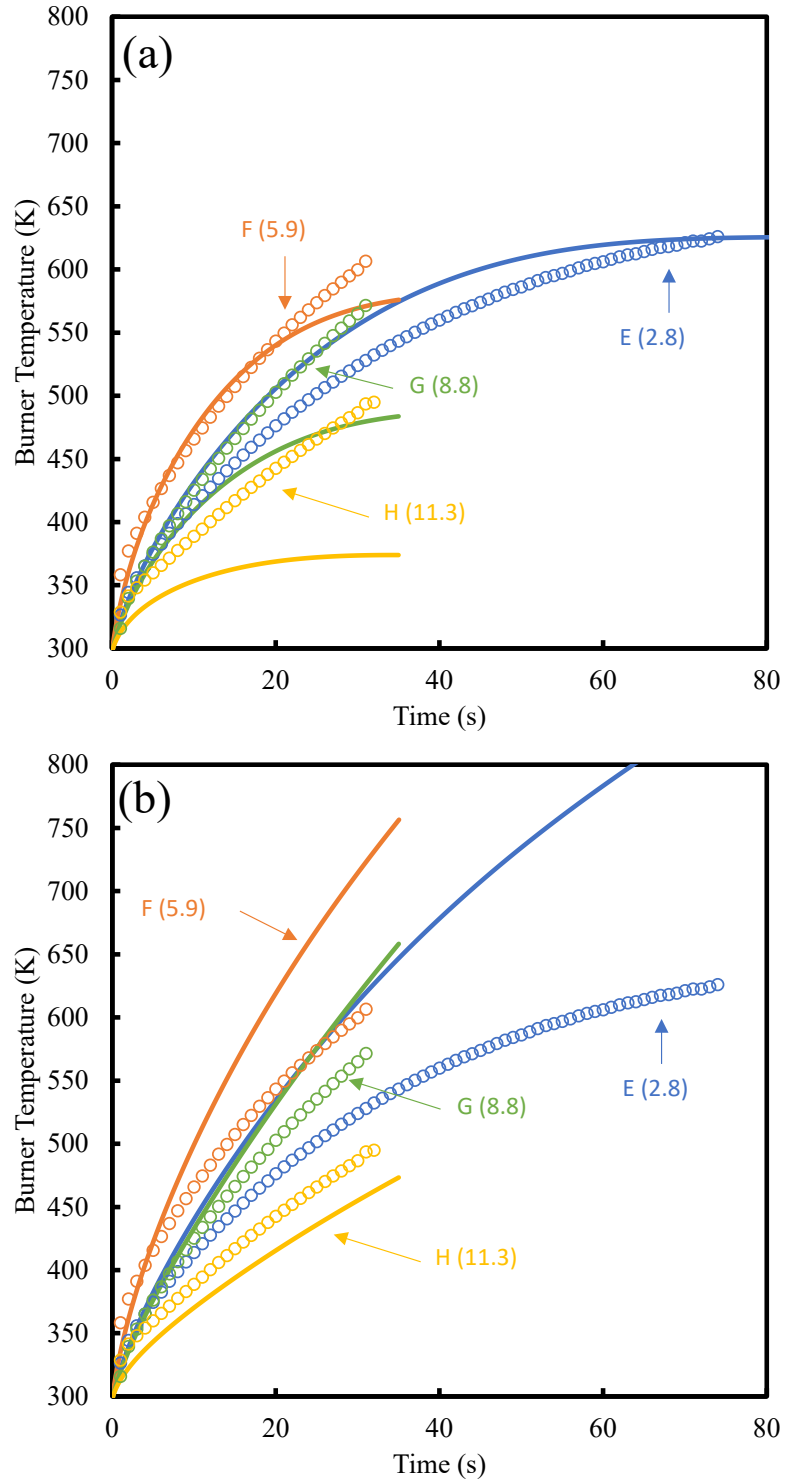 (a)
800
750
700
650
600
550
500
450
400
350
300
Burner Temperature (K)
F (5.9)
E (2.8)
G (8.8)
H (11.3)
0
20
40
60
80
Time (s)
(b)
800
750
700
650
600
550
500
450
400
350
300
Burner Temperature (K)
F (5.9)
E (2.8)
G (8.8)
H (11.3)
0
20
40
60
80
Time (s)